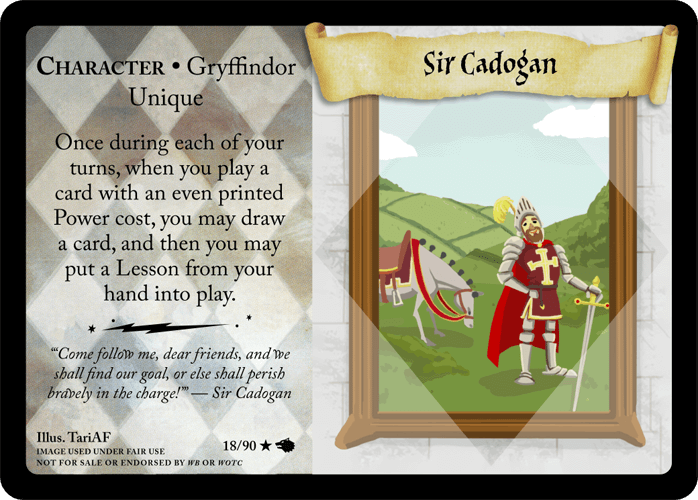 CHARACTER • Gryffindor
Unique
Once during each of your
turns, when you play a
card with an even printed
Power cost, you may draw
a card, and then you may
put a Lesson from your
hand into play.
“‘Come follow me, dear friends, and we
shall find our goal, or else shall perish
bravely in the charge!’” — Sir Cadogan
Illus. TariAF
IMAGE USED UNDER FAIR USE
NOT FOR SALE OR ENDORSED BY WB OR WOTC
18/90 ★
Sir Cadogan